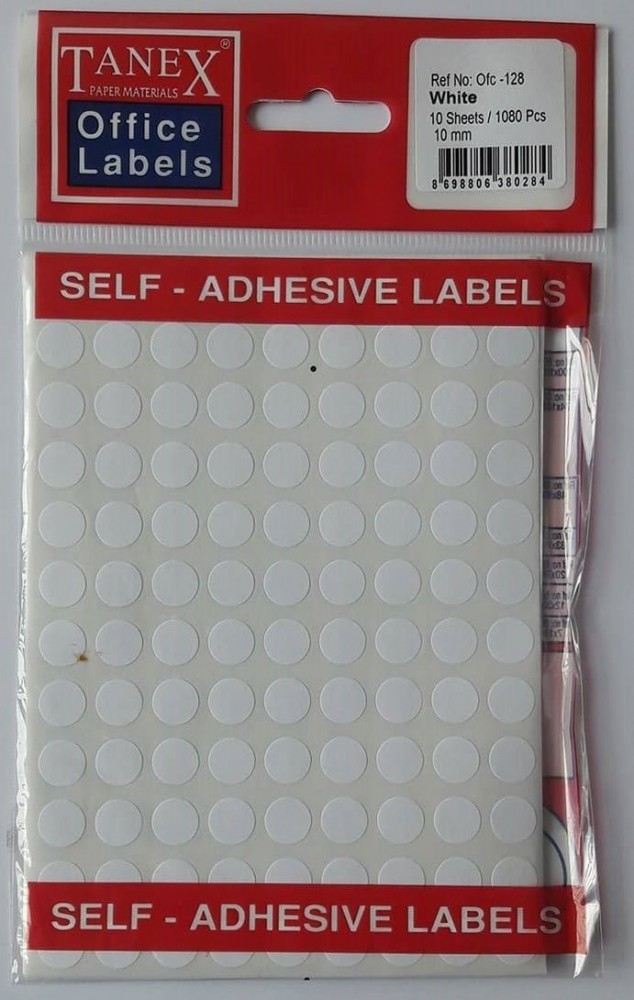 TANEX®
PAPER MATERIALS
Office
Labels
Ref No: Ofc -128
White
10 Sheets / 1080 Pcs
10 mm
8 698806 380284
SELF - ADHESIVE LABELS
SELF - ADHESIVE LABELS